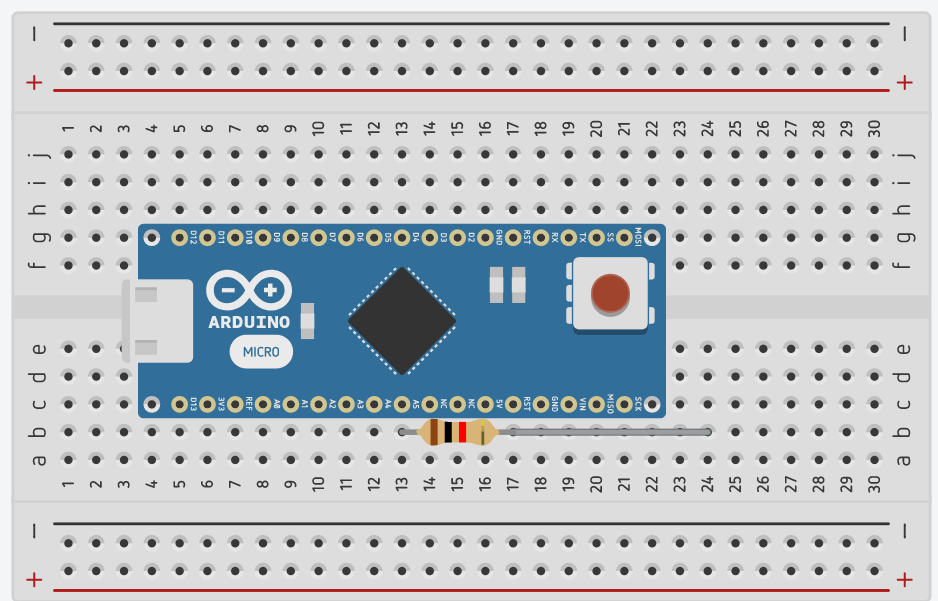 − −
+ +
1 2 3 4 5 6 7 8 9 10 11 12 13 14 15 16 17 18 19 20 21 22 23 24 25 26 27 28 29 30
j j
i i
h h
g D12 D11 D10 D9 D8 D7 D6 D5 D4 D3 D2 GND RST RX TX SS MOSI g
f f
− +
ARDUINO
MICRO
e e
d d
c D13 3V3 REF A0 A1 A2 A3 A4 A5 NC NC 5V RST GND VIN MISO SCK c
b b
a a
1 2 3 4 5 6 7 8 9 10 11 12 13 14 15 16 17 18 19 20 21 22 23 24 25 26 27 28 29 30
− −
+ +